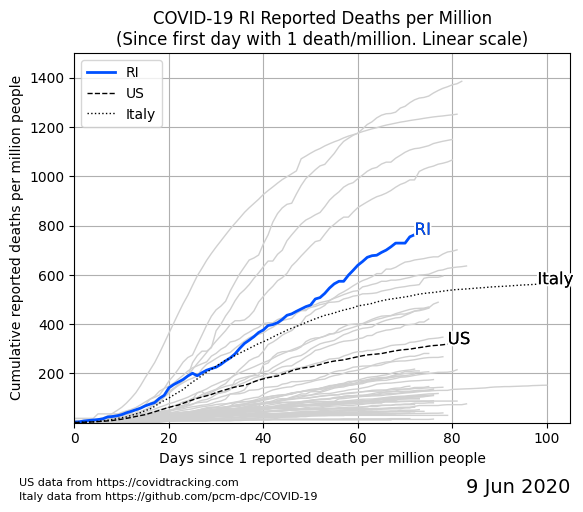 COVID-19 RI Reported Deaths per Million
(Since first day with 1 death/million. Linear scale)
Cumulative reported deaths per million people
1400
1200
1000
800
600
400
200
RI
US
Italy
RI
Italy
US
0
20
40
60
80
100
Days since 1 reported death per million people
US data from https://covidtracking.com
Italy data from https://github.com/pcm-dpc/COVID-19
9 Jun 2020